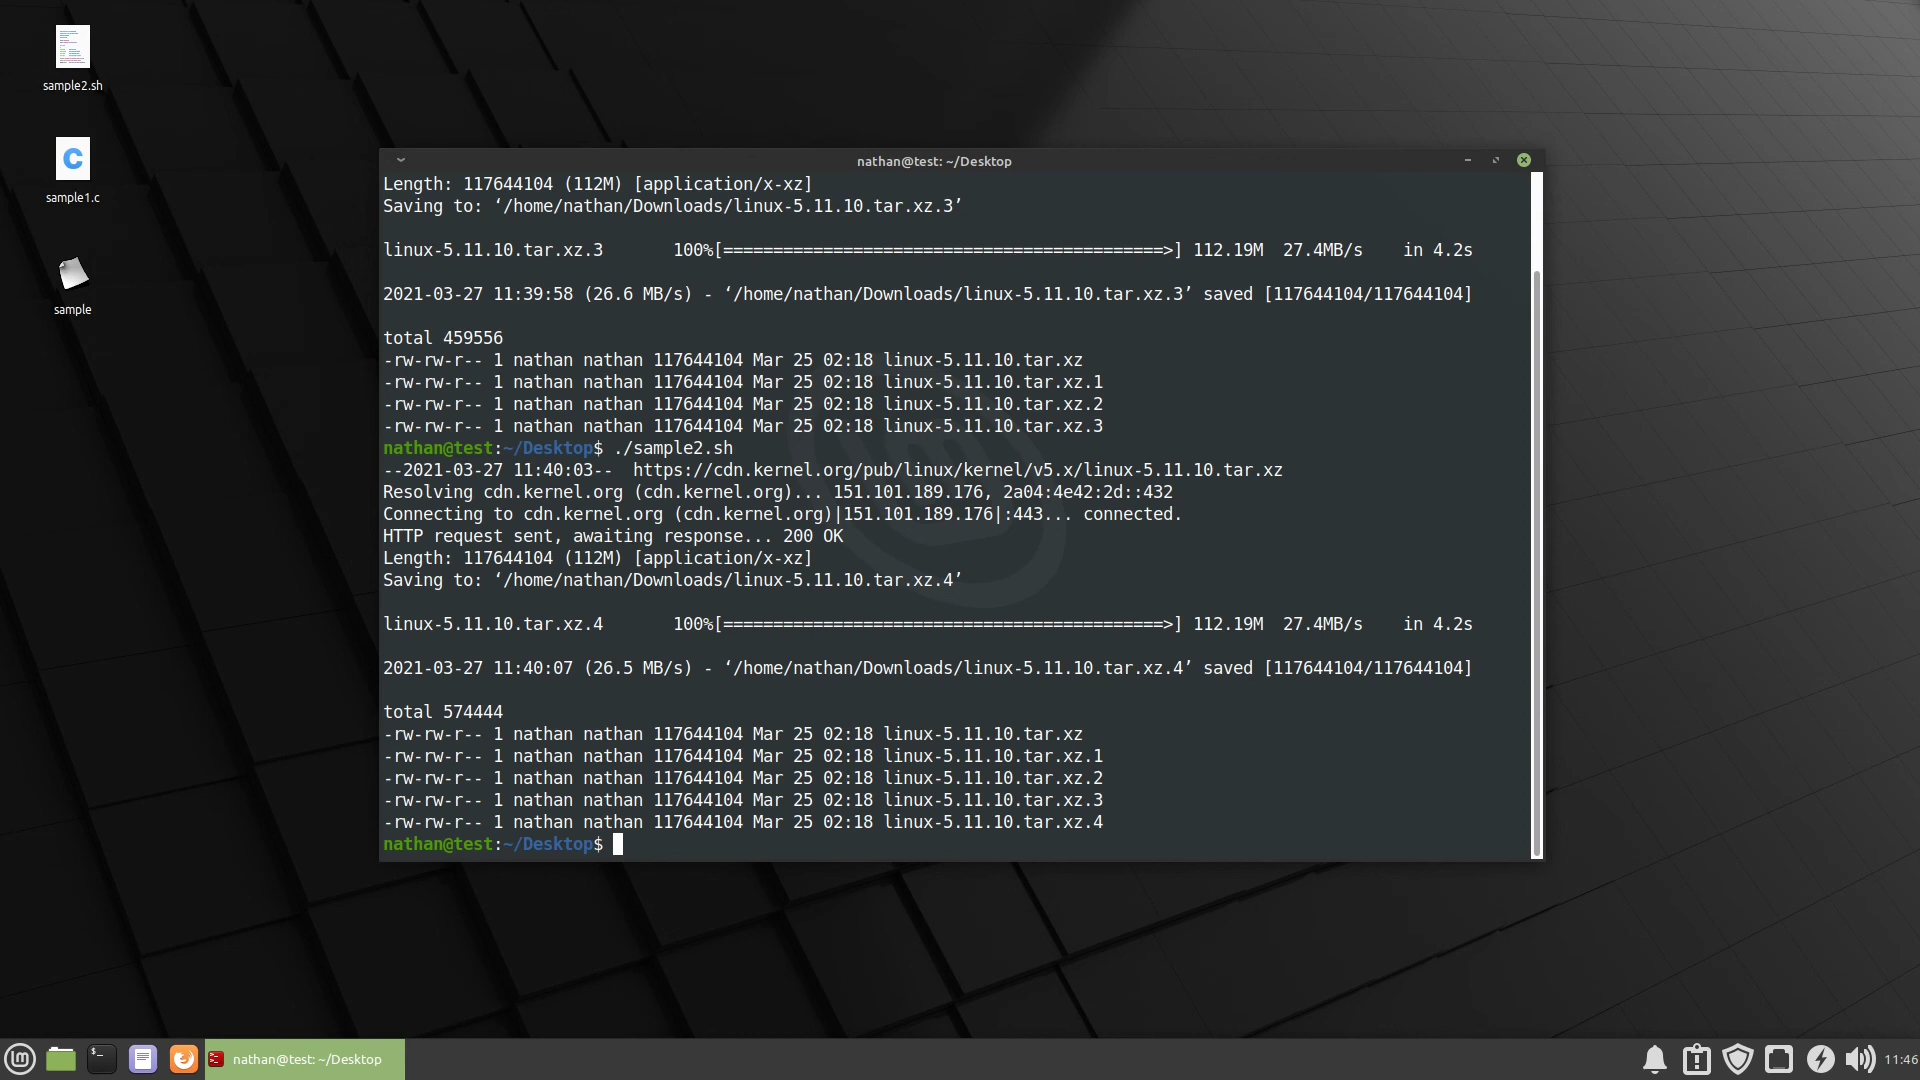 sample2.sh
C
sample1.c
sample
nathan@test: ~/Desktop
Length: 117644104 (112M) [application/x-xz]
Saving to: ‘/home/nathan/Downloads/linux-5.11.10.tar.xz.3’
linux-5.11.10.tar.xz.3       100%[============================================>] 112.19M  27.4MB/s    in 4.2s
2021-03-27 11:39:58 (26.6 MB/s) - ‘/home/nathan/Downloads/linux-5.11.10.tar.xz.3’ saved [117644104/117644104]
total 459556
-rw-rw-r-- 1 nathan nathan 117644104 Mar 25 02:18 linux-5.11.10.tar.xz
-rw-rw-r-- 1 nathan nathan 117644104 Mar 25 02:18 linux-5.11.10.tar.xz.1
-rw-rw-r-- 1 nathan nathan 117644104 Mar 25 02:18 linux-5.11.10.tar.xz.2
-rw-rw-r-- 1 nathan nathan 117644104 Mar 25 02:18 linux-5.11.10.tar.xz.3
nathan@test:~/Desktop$ ./sample2.sh
--2021-03-27 11:40:03--  https://cdn.kernel.org/pub/linux/kernel/v5.x/linux-5.11.10.tar.xz
Resolving cdn.kernel.org (cdn.kernel.org)... 151.101.189.176, 2a04:4e42:2d::432
Connecting to cdn.kernel.org (cdn.kernel.org)|151.101.189.176|:443... connected.
HTTP request sent, awaiting response... 200 OK
Length: 117644104 (112M) [application/x-xz]
Saving to: ‘/home/nathan/Downloads/linux-5.11.10.tar.xz.4’
linux-5.11.10.tar.xz.4       100%[============================================>] 112.19M  27.4MB/s    in 4.2s
2021-03-27 11:40:07 (26.5 MB/s) - ‘/home/nathan/Downloads/linux-5.11.10.tar.xz.4’ saved [117644104/117644104]
total 574444
-rw-rw-r-- 1 nathan nathan 117644104 Mar 25 02:18 linux-5.11.10.tar.xz
-rw-rw-r-- 1 nathan nathan 117644104 Mar 25 02:18 linux-5.11.10.tar.xz.1
-rw-rw-r-- 1 nathan nathan 117644104 Mar 25 02:18 linux-5.11.10.tar.xz.2
-rw-rw-r-- 1 nathan nathan 117644104 Mar 25 02:18 linux-5.11.10.tar.xz.3
-rw-rw-r-- 1 nathan nathan 117644104 Mar 25 02:18 linux-5.11.10.tar.xz.4
nathan@test:~/Desktop$
nathan@test: ~/Desktop
11:46